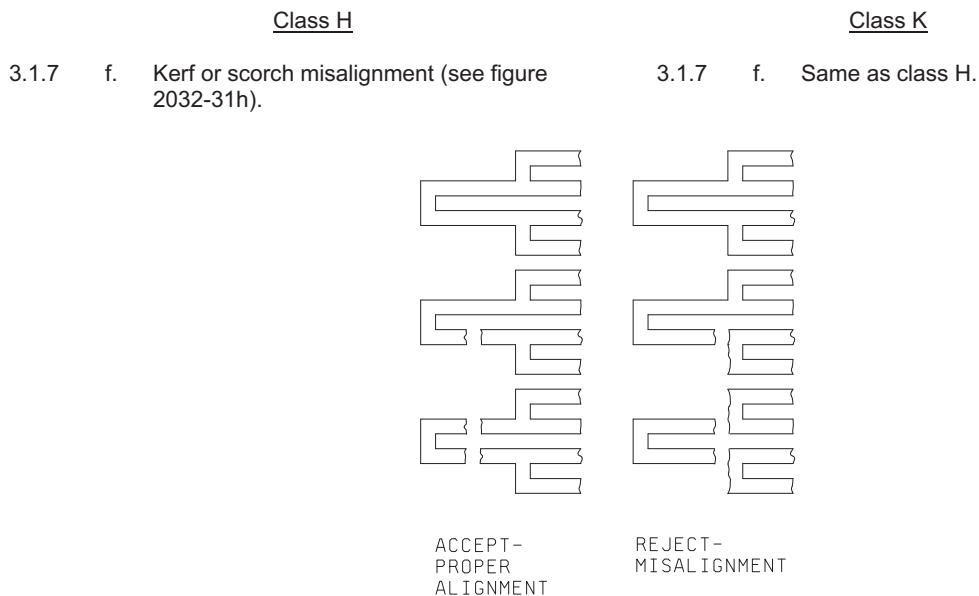 Class H
Class K
3.1.7 f. Kerf or scorch misalignment (see figure
2032-31h).
3.1.7 f. Same as class H.
ACCEPT-
PROPER
ALIGNMENT
REJECT-
MISALIGNMENT